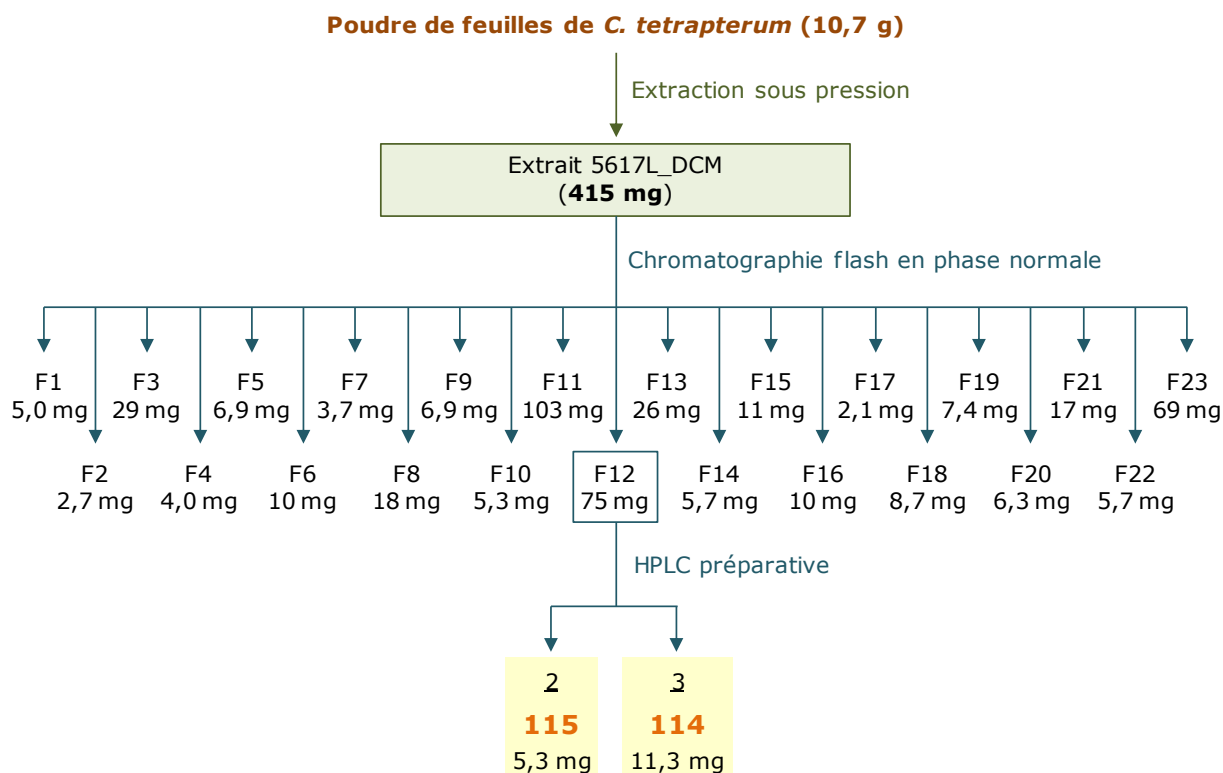 Poudre de feuilles de C. tetrapterum (10,7 g)
Extraction sous pression
Extrait 5617L_DCM
(415 mg)
Chromatographie flash en phase normale
F1 F3 F5 F7 F9 F11 F13 F15 F17 F19 F21 F23
5,0 mg 29 mg 6,9 mg 3,7 mg 6,9 mg 103 mg 26 mg 11 mg 2,1 mg 7,4 mg 17 mg 69 mg
F2 F4 F6 F8 F10 F12 F14 F16 F18 F20 F22
2,7 mg 4,0 mg 10 mg 18 mg 5,3 mg 75 mg 5,7 mg 10 mg 8,7 mg 6,3 mg 5,7 mg
HPLC préparative
2 3
115 114
5,3 mg 11,3 mg